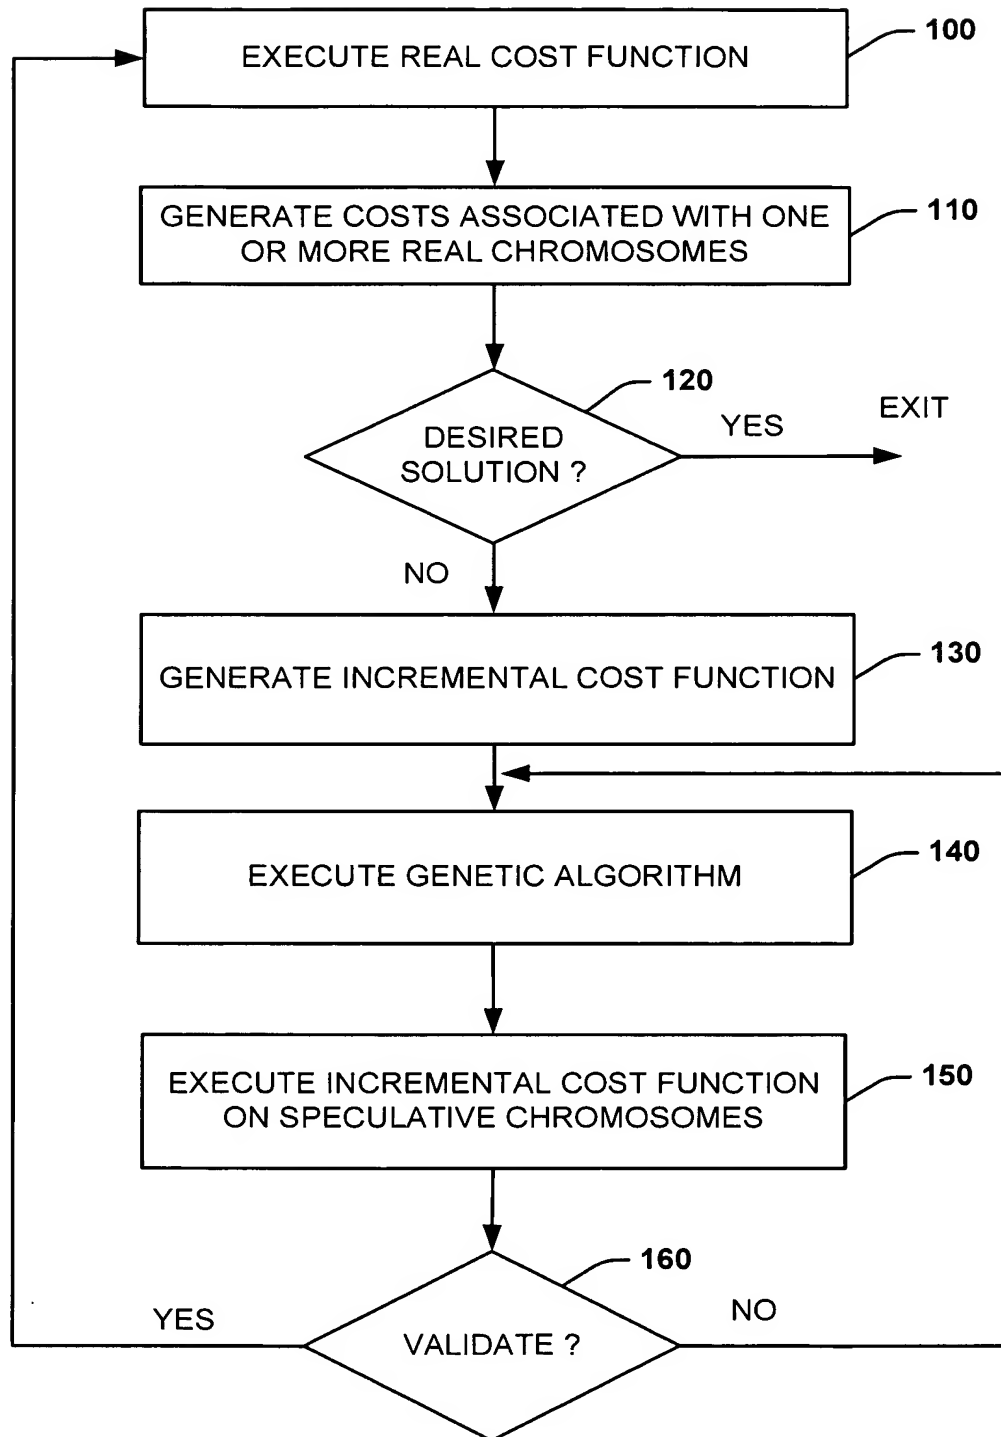 100
EXECUTE REAL COST FUNCTION
110
GENERATE COSTS ASSOCIATED WITH ONE
OR MORE REAL CHROMOSOMES
120
DESIRED
SOLUTION ?
YES
EXIT
NO
130
GENERATE INCREMENTAL COST FUNCTION
140
EXECUTE GENETIC ALGORITHM
150
EXECUTE INCREMENTAL COST FUNCTION
ON SPECULATIVE CHROMOSOMES
160
YES
VALIDATE ?
NO